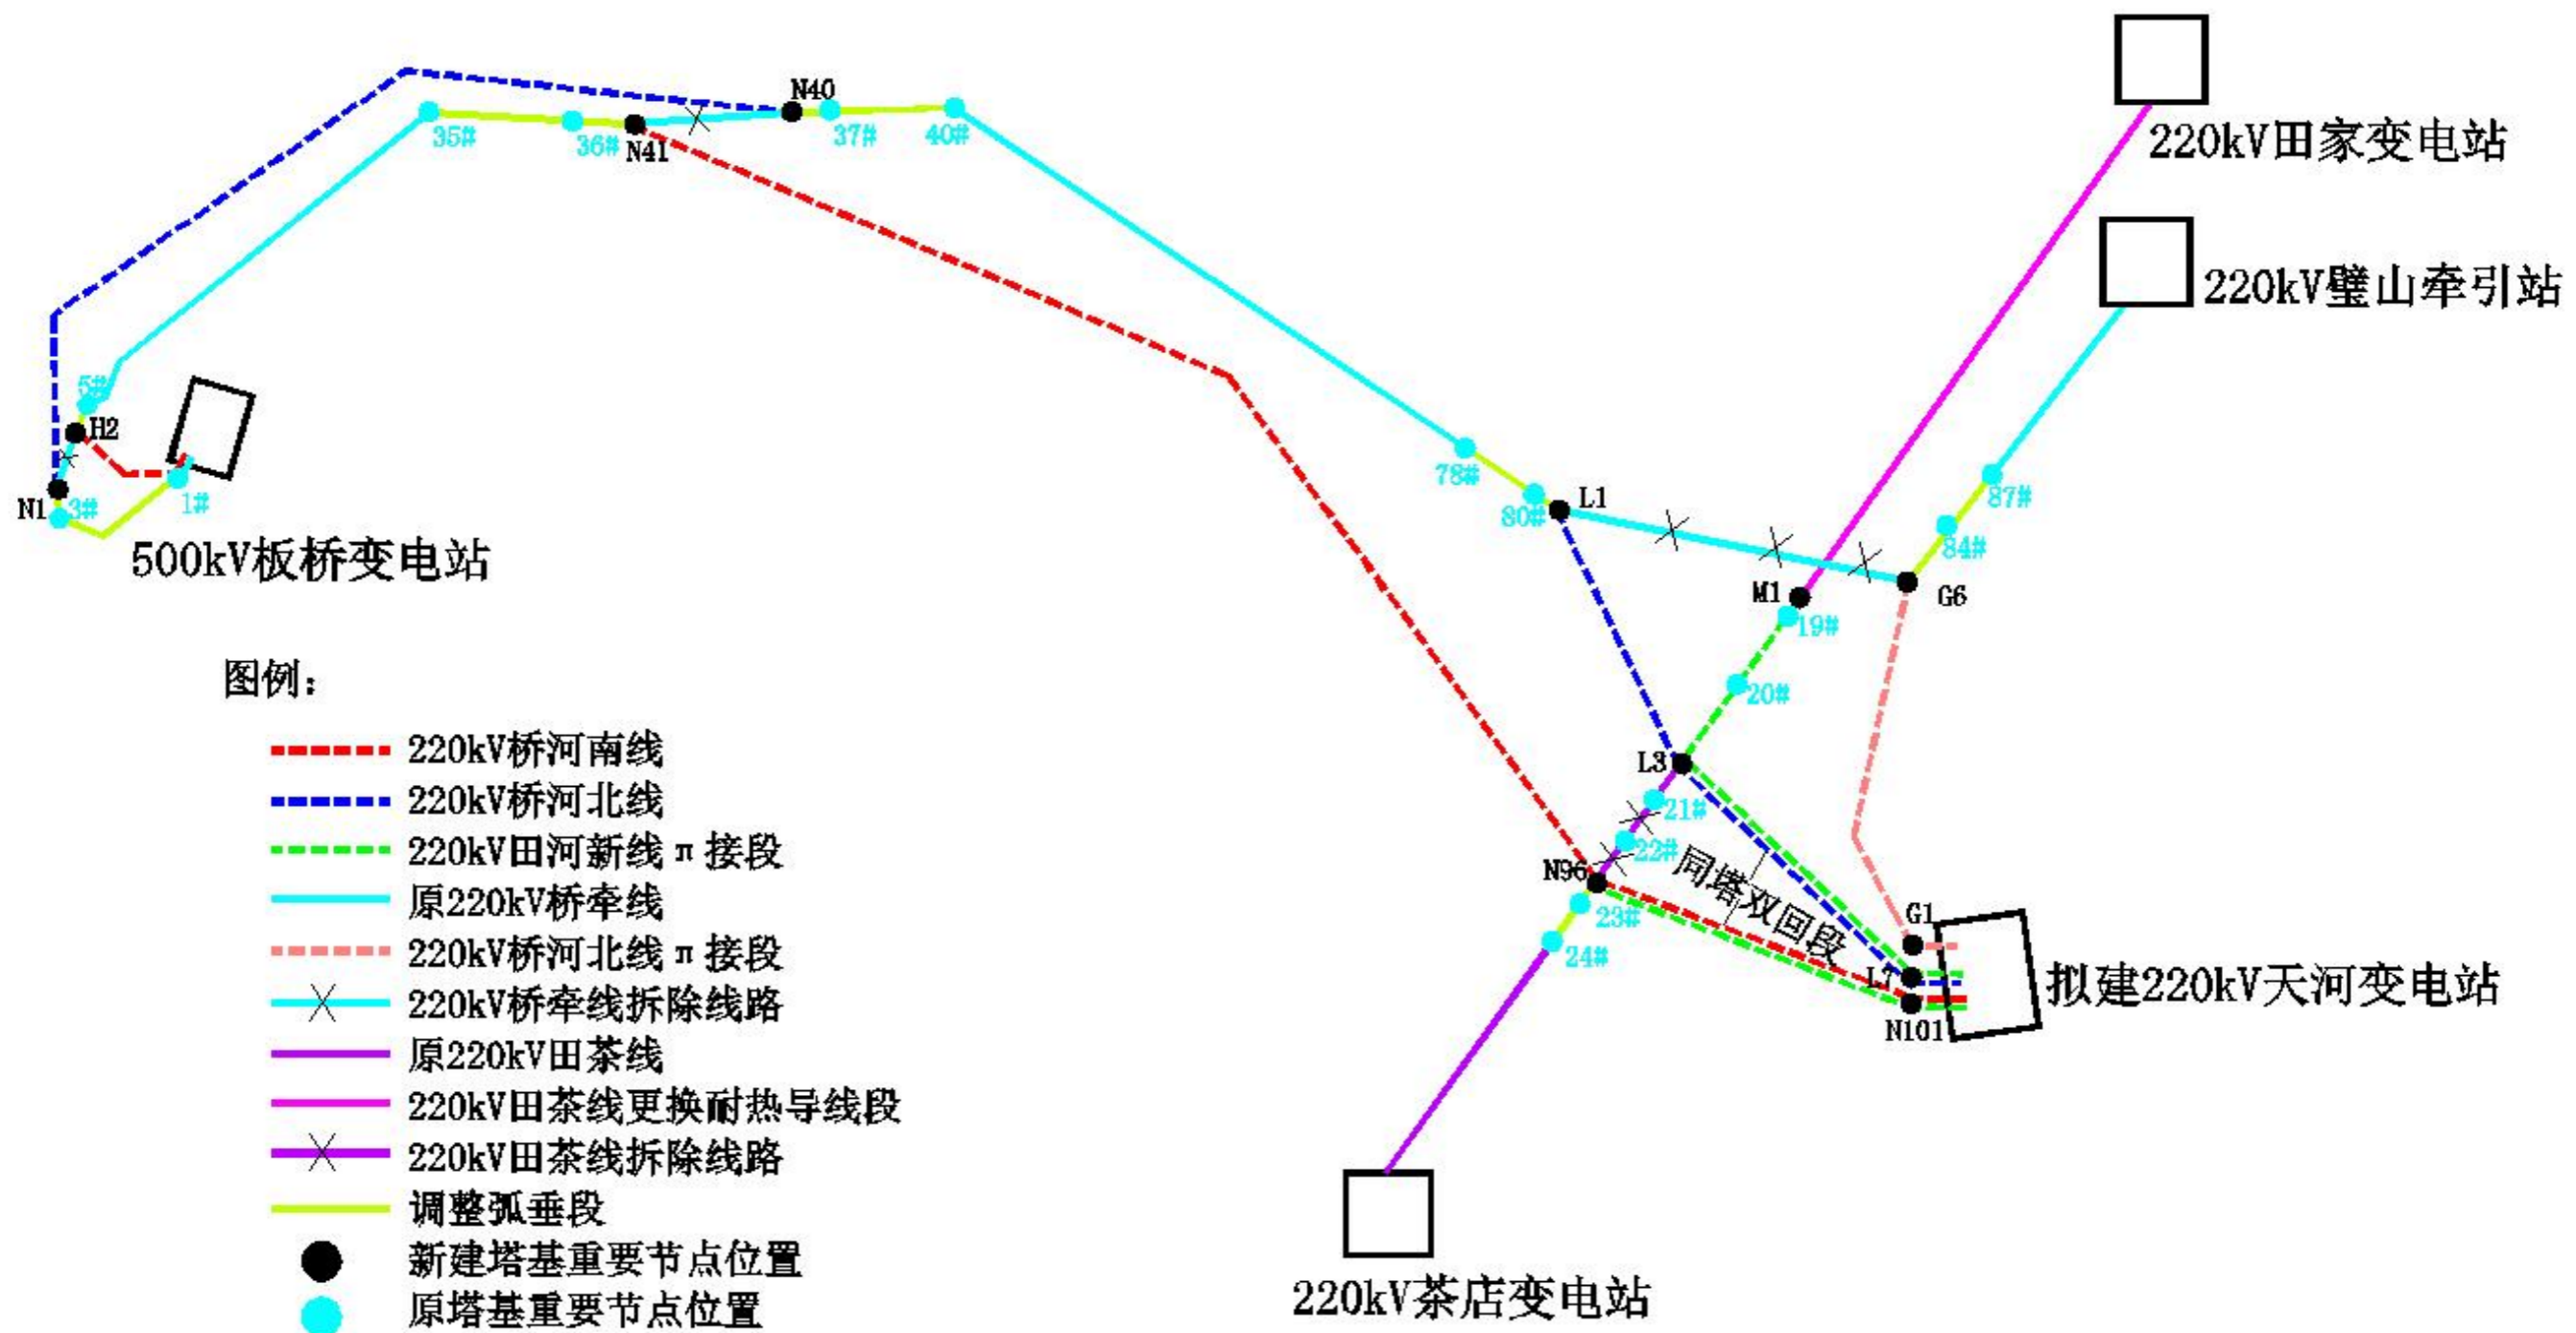 N40
35#
36#
N41
37#
40#
220kV田家变电站
220kV璧山牵引站
5#
H2
N1
3#
1#
500kV板桥变电站
78#
80#
L1
87#
84#
G6
M1
19#
20#
L3
21#
22#
N96
23#
24#
同塔双回段
G1
L7
N101
拟建220kV天河变电站
220kV茶店变电站
图例：
220kV桥河南线
220kV桥河北线
220kV田河新线π接段
原220kV桥牵线
220kV桥河北线π接段
220kV桥牵线拆除线路
原220kV田茶线
220kV田茶线更换耐热导线段
220kV田茶线拆除线路
调整弧垂段
新建塔基重要节点位置
原塔基重要节点位置